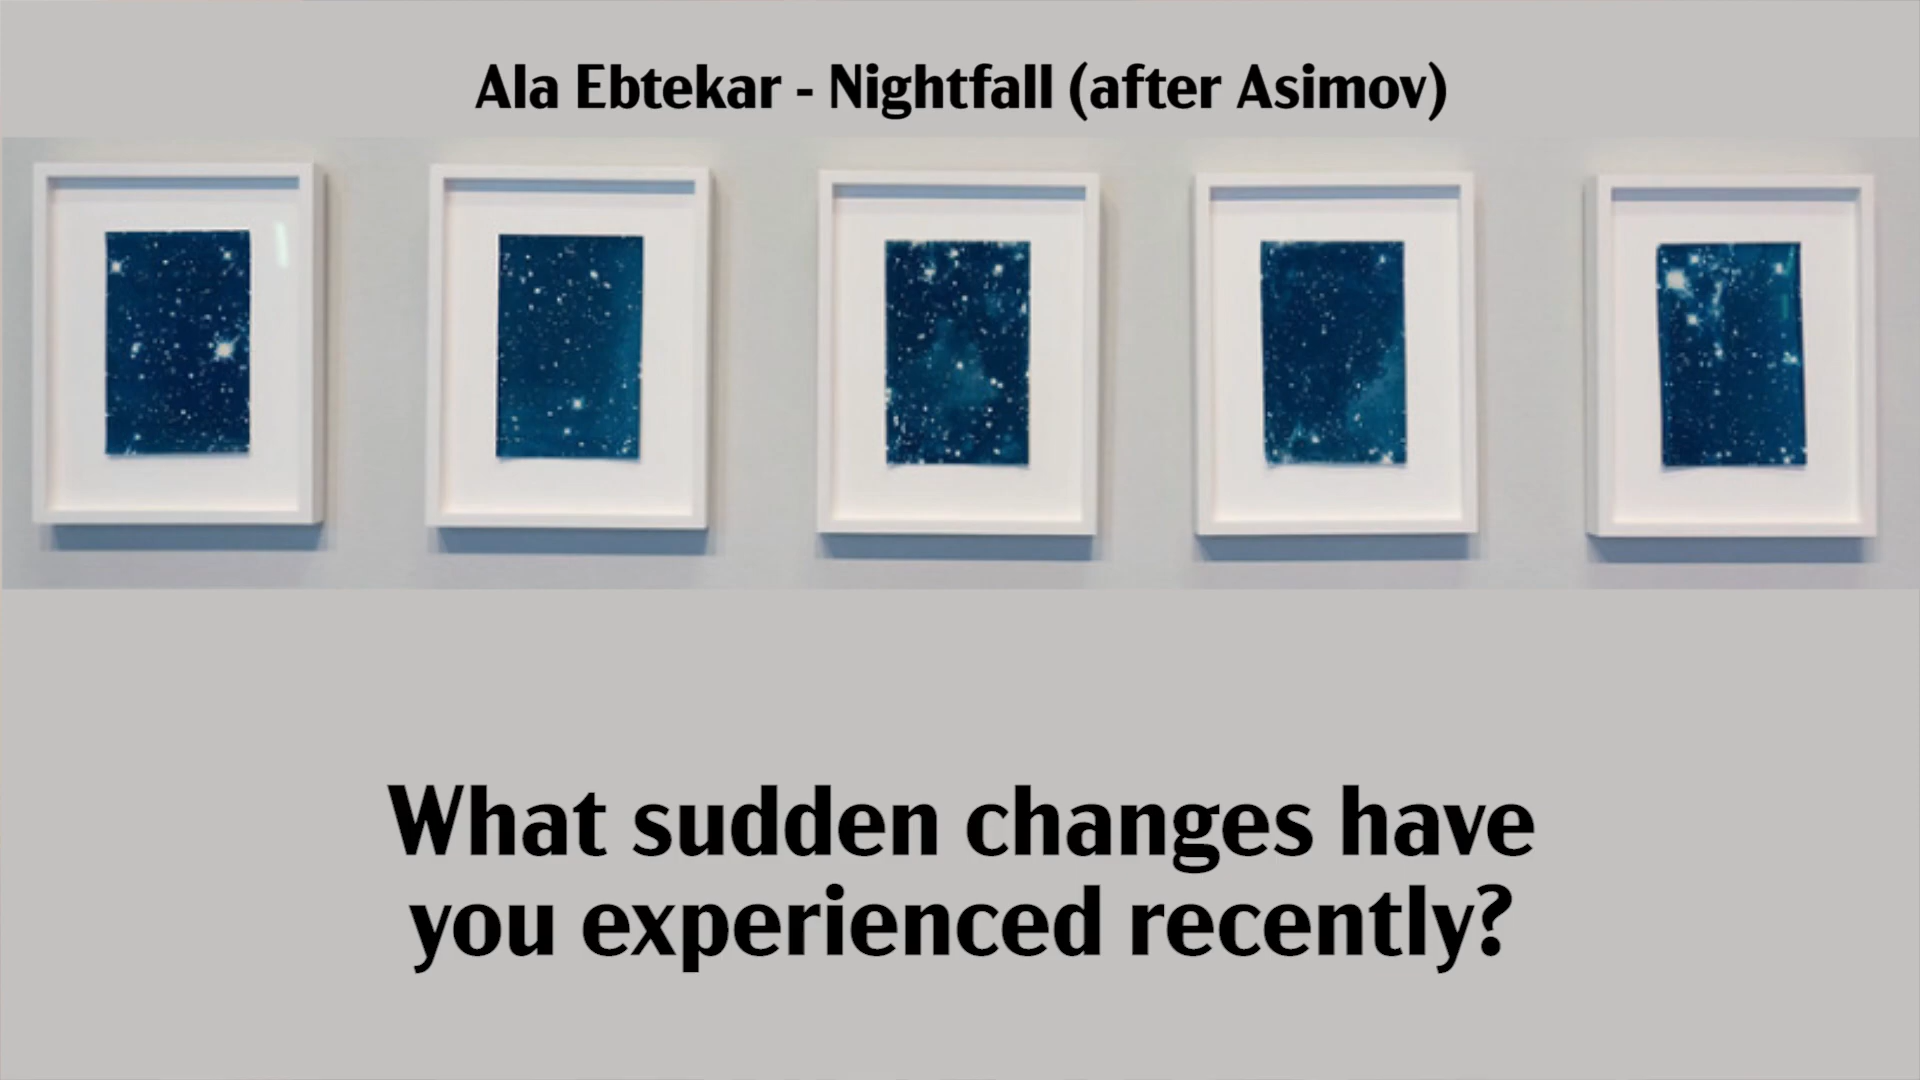 Ala Ebtekar - Nightfall (after Asimov)
What sudden changes have
you experienced recently?